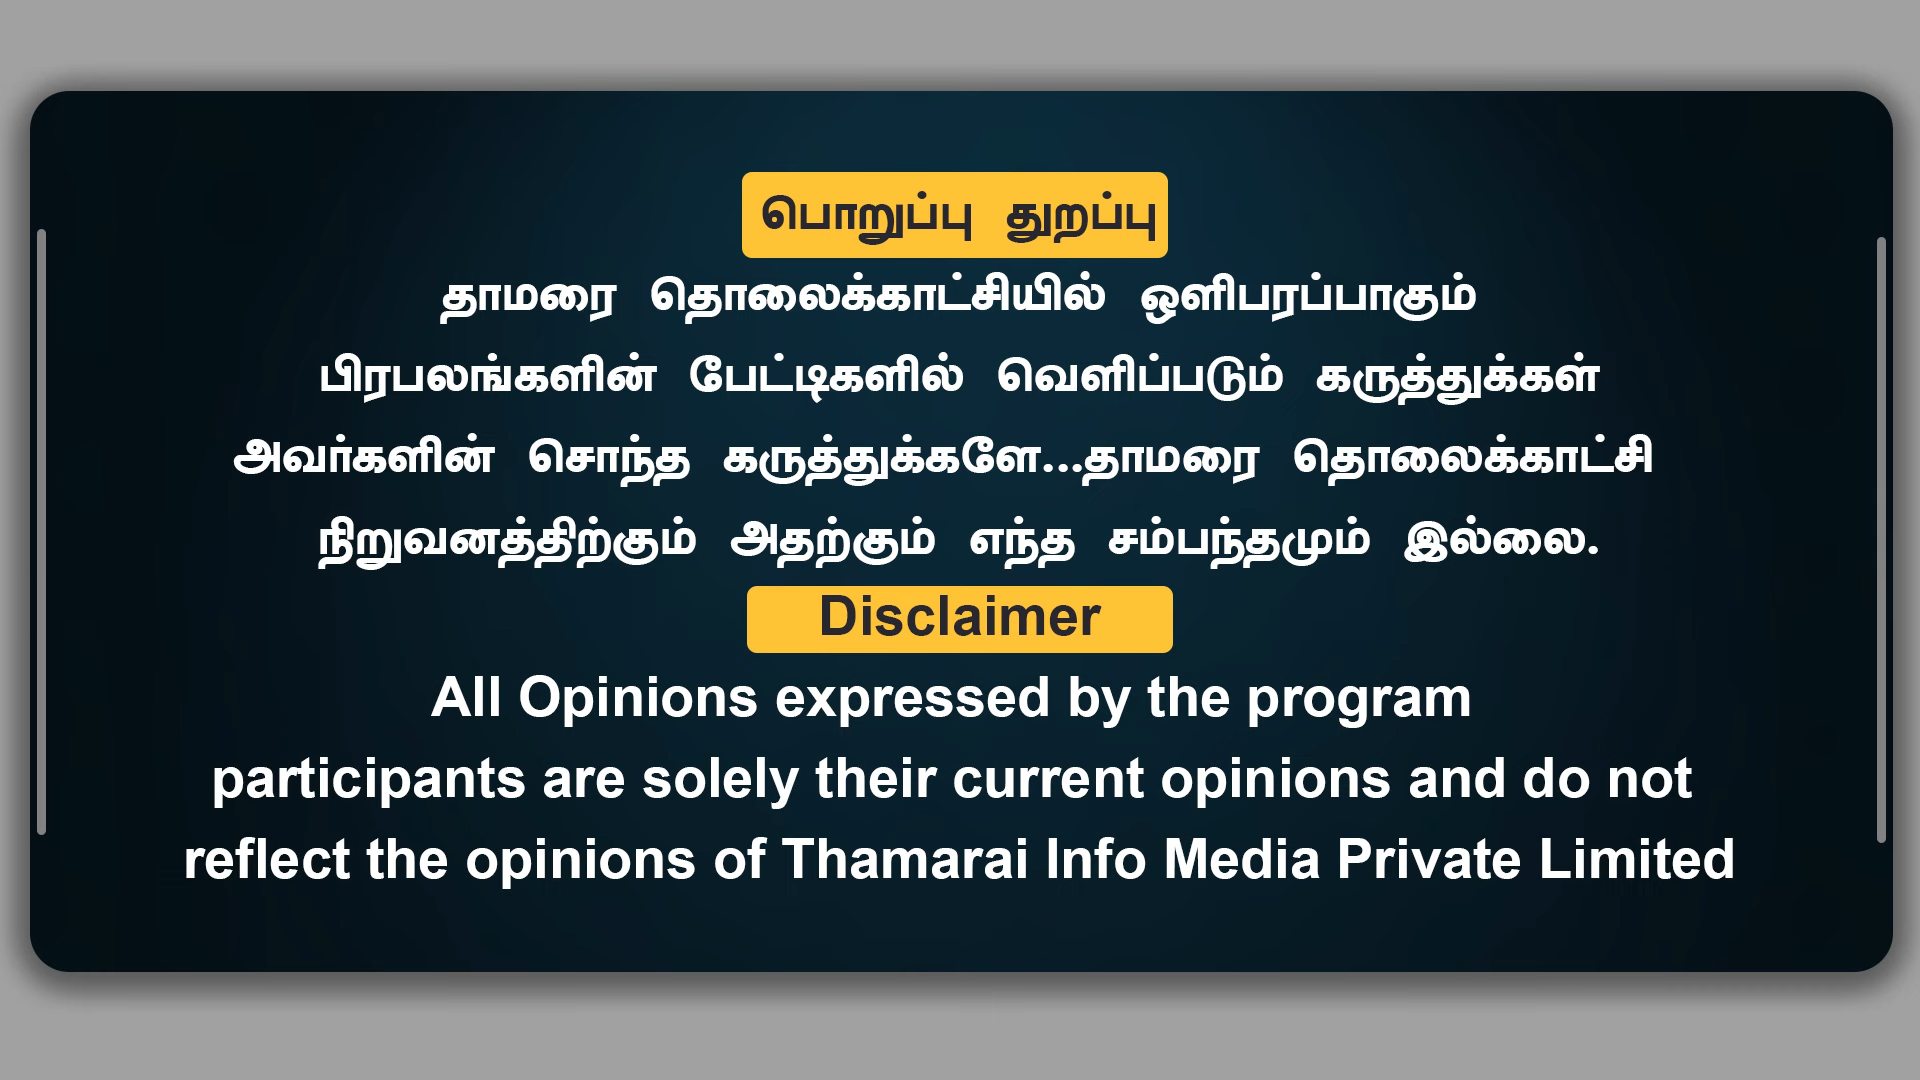 பொறுப்பு துறப்பு
தாமரை தொலைக்காட்சியில் ஒளிபரப்பாகும்
பிரபலங்களின் பேட்டிகளில் வெளிப்படும் கருத்துக்கள்
அவர்களின் சொந்த கருத்துக்களே...தாமரை தொலைக்காட்சி
நிறுவனத்திற்கும் அதற்கும் எந்த சம்பந்தமும் இல்லை.
Disclaimer
All Opinions expressed by the program
participants are solely their current opinions and do not
reflect the opinions of Thamarai Info Media Private Limited